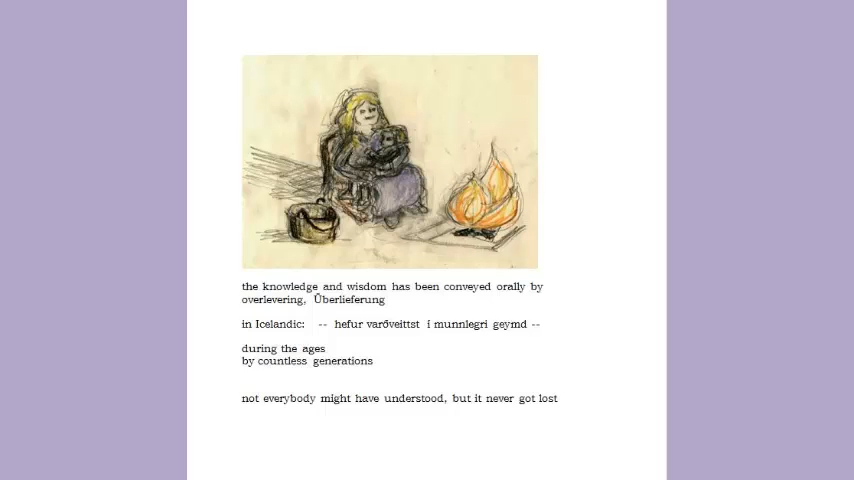 the knowledge and wisdom has been conveyed orally by
overlevering, Űberlieferung
in Icelandic: -- hefur varðveittst í munnlegri geymd --
during the ages
by countless generations
not everybody might have understood, but it never got lost